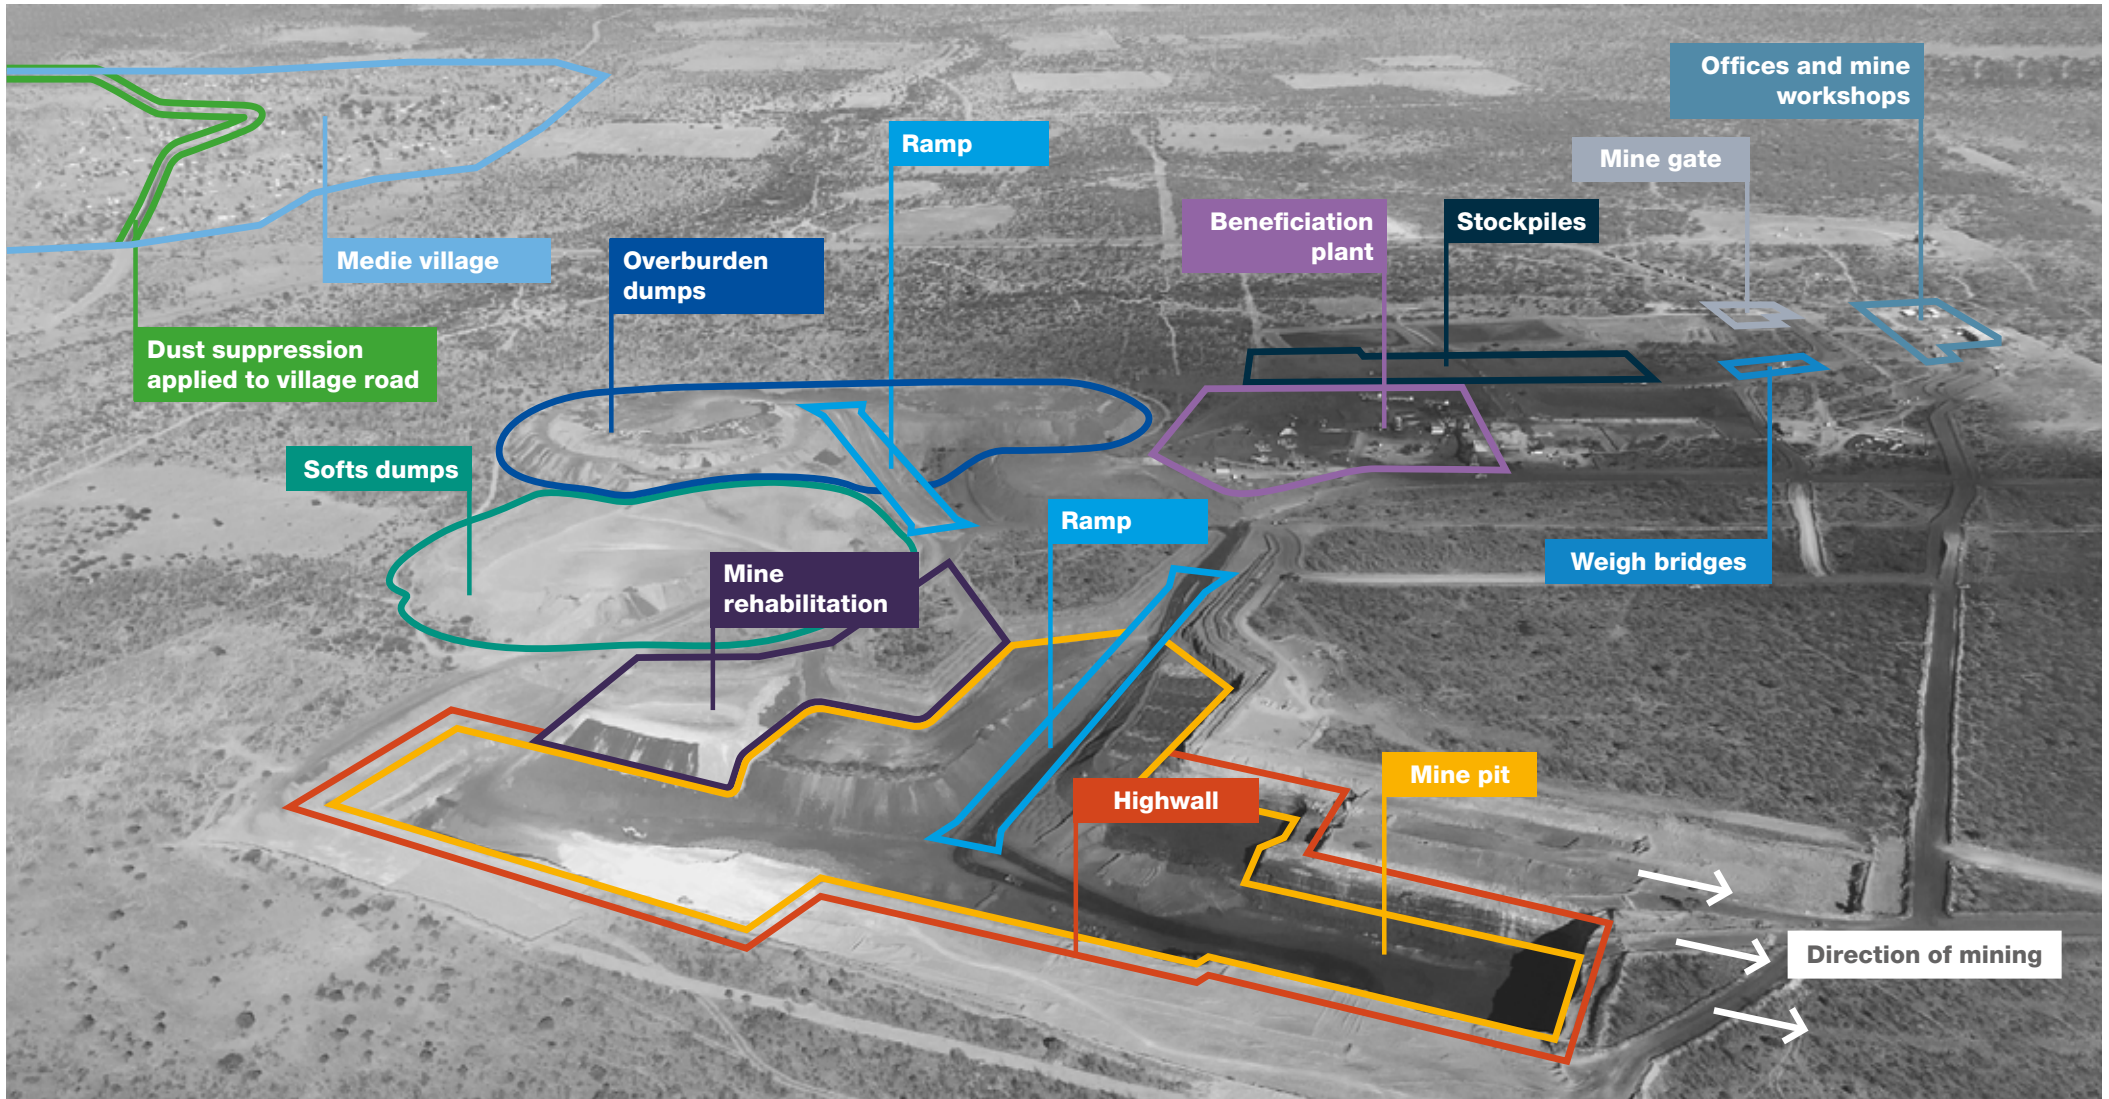 Offices and mine
workshops
Ramp
Mine gate
Beneficiation
plant
Stockpiles
Medie village
Overburden
dumps
Dust suppression
applied to village road
Softs dumps
Ramp
Weigh bridges
Mine
rehabilitation
Mine pit
Highwall
Direction of mining